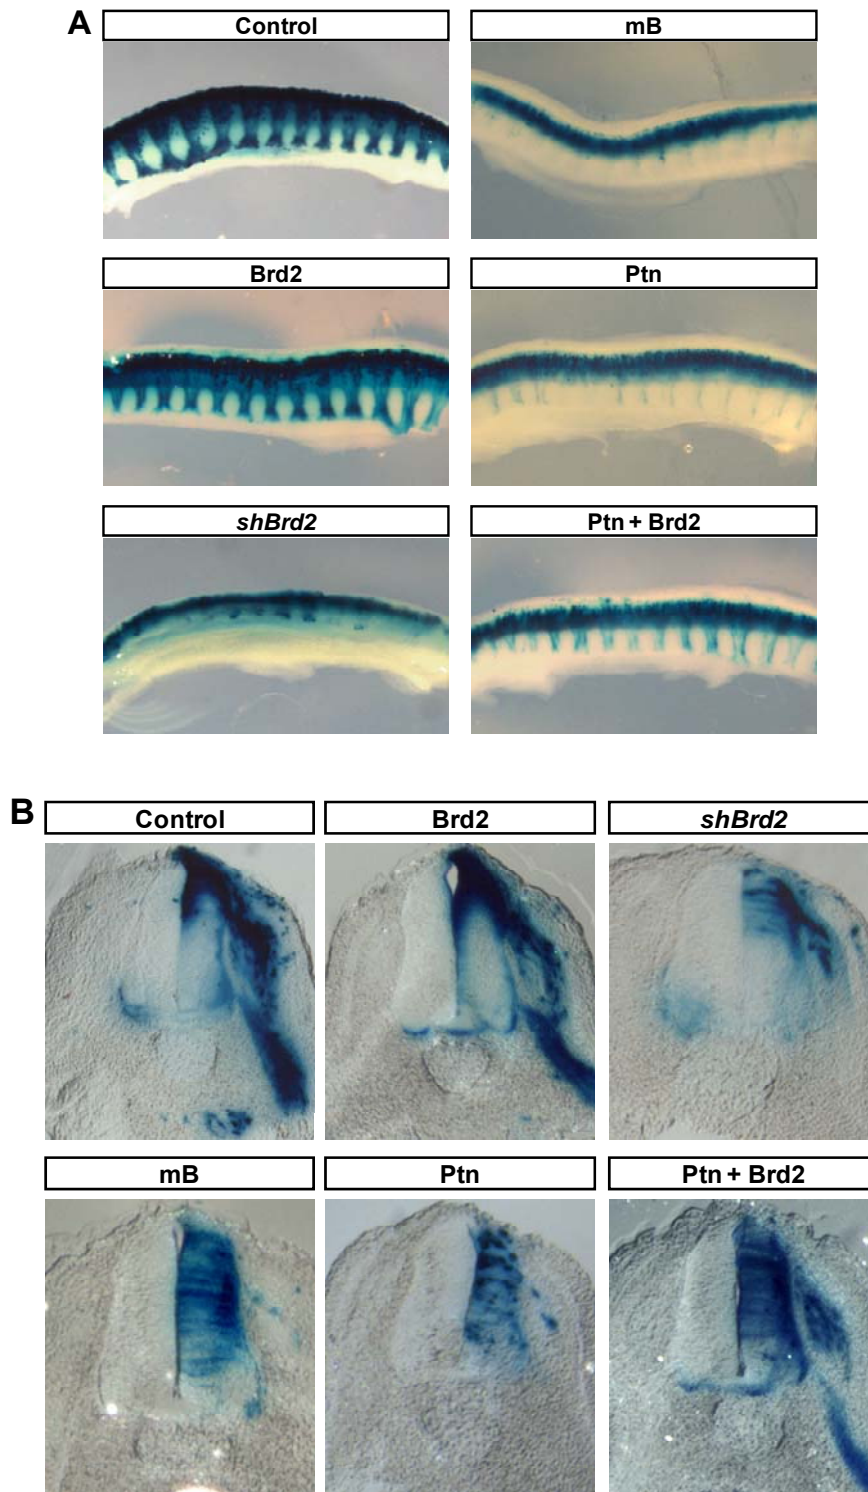 A
Control
mB
Brd2
Ptn
shBrd2
Ptn + Brd2
B
Control
Brd2
shBrd2
mB
Ptn
Ptn + Brd2